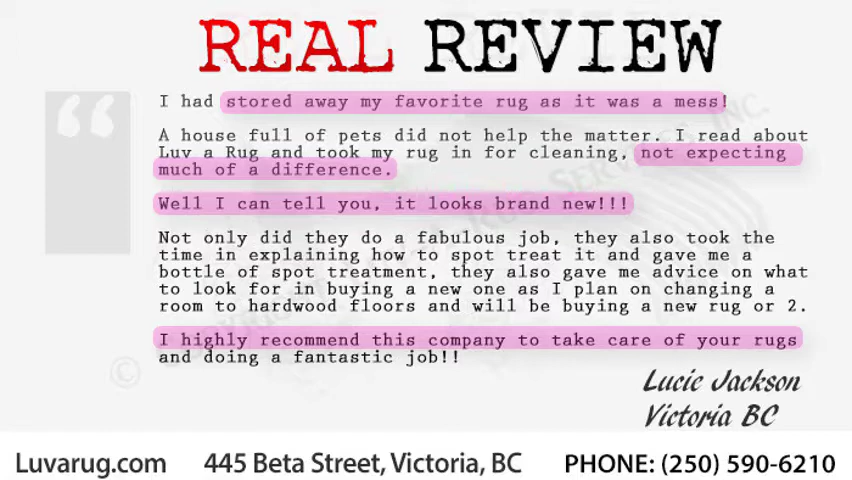 REAL REVIEW
I had stored away my favorite rug as it was a mess!
A house full of pets did not help the matter. I read about
Luv a Rug and took my rug in for cleaning, not expecting
much of a difference.
Well I can tell you, it looks brand new!!!
Not only did they do a fabulous job, they also took the
time in explaining how to spot treat it and gave me a
bottle of spot treatment, they also gave me advice on what
to look for in buying a new one as I plan on changing a
room to hardwood floors and will be buying a new rug or 2.
I highly recommend this company to take care of your rugs
and doing a fantastic job!!
Lucie Jackson
Victoria BC
Luvarug.com 445 Beta Street, Victoria, BC PHONE: (250) 590-6210